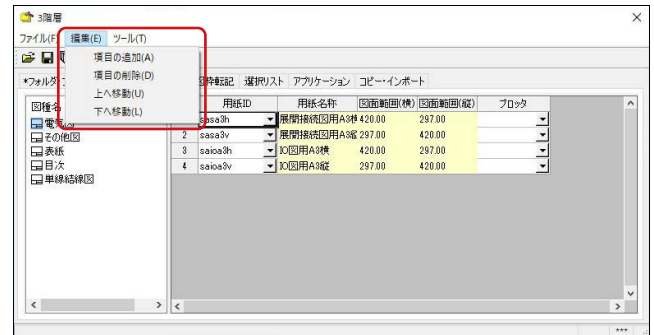 3階層
ファイル(F) 編集(E) ツール(T)
項目の追加(A)
項目の削除(D)
上へ移動(U)
下へ移動(L)
*フォルダ 図枠転記 選択リスト アプリケーション コピー・インポート
図種名
電気図
その他図
表紙
目次
単線結線図
用紙ID 用紙名称 図面範囲(横) 図面範囲(縦) ブロッタ
sasa3h 展開接続図用A3横 420.00 297.00
2 sasa3v 展開接続図用A3縦 297.00 420.00
3 saioa3h IO図用A3横 420.00 297.00
4 saioa3v IO図用A3縦 297.00 420.00
***